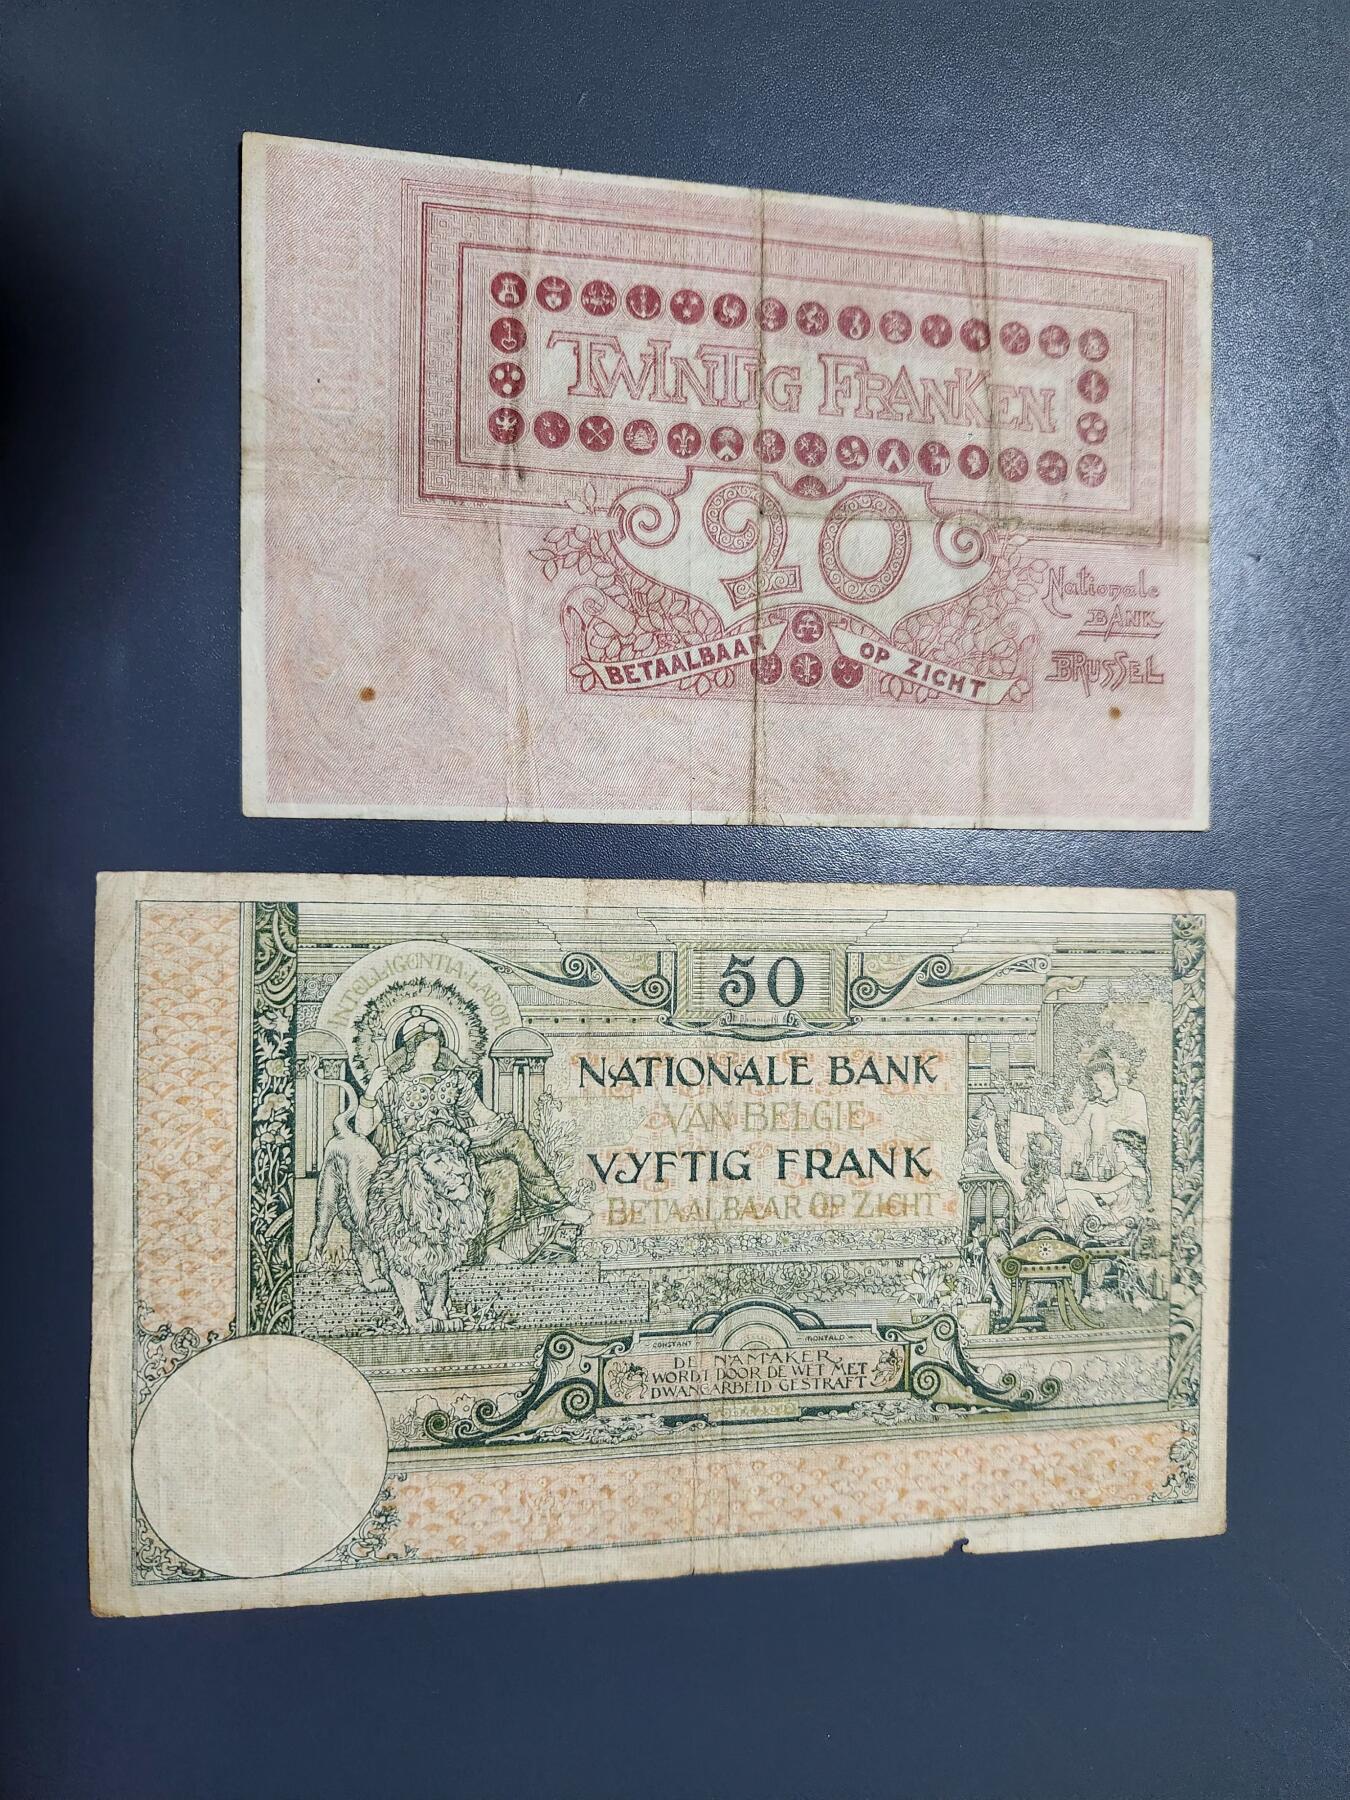 TWINTIG FRANKEN
20
BETAALBAAR OP ZICHT
Nationale
BANK
BRUSSEL
INTELLIGENTIA · LABOR
50
NATIONALE BANK
VAN BELGIE
VYFTIG FRANK
BETAALBAAR OP ZICHT
CONSTANT MONTALD
DE NAMAKER
WORDT DOOR DE WET MET
DWANGARBEID GESTRAFT